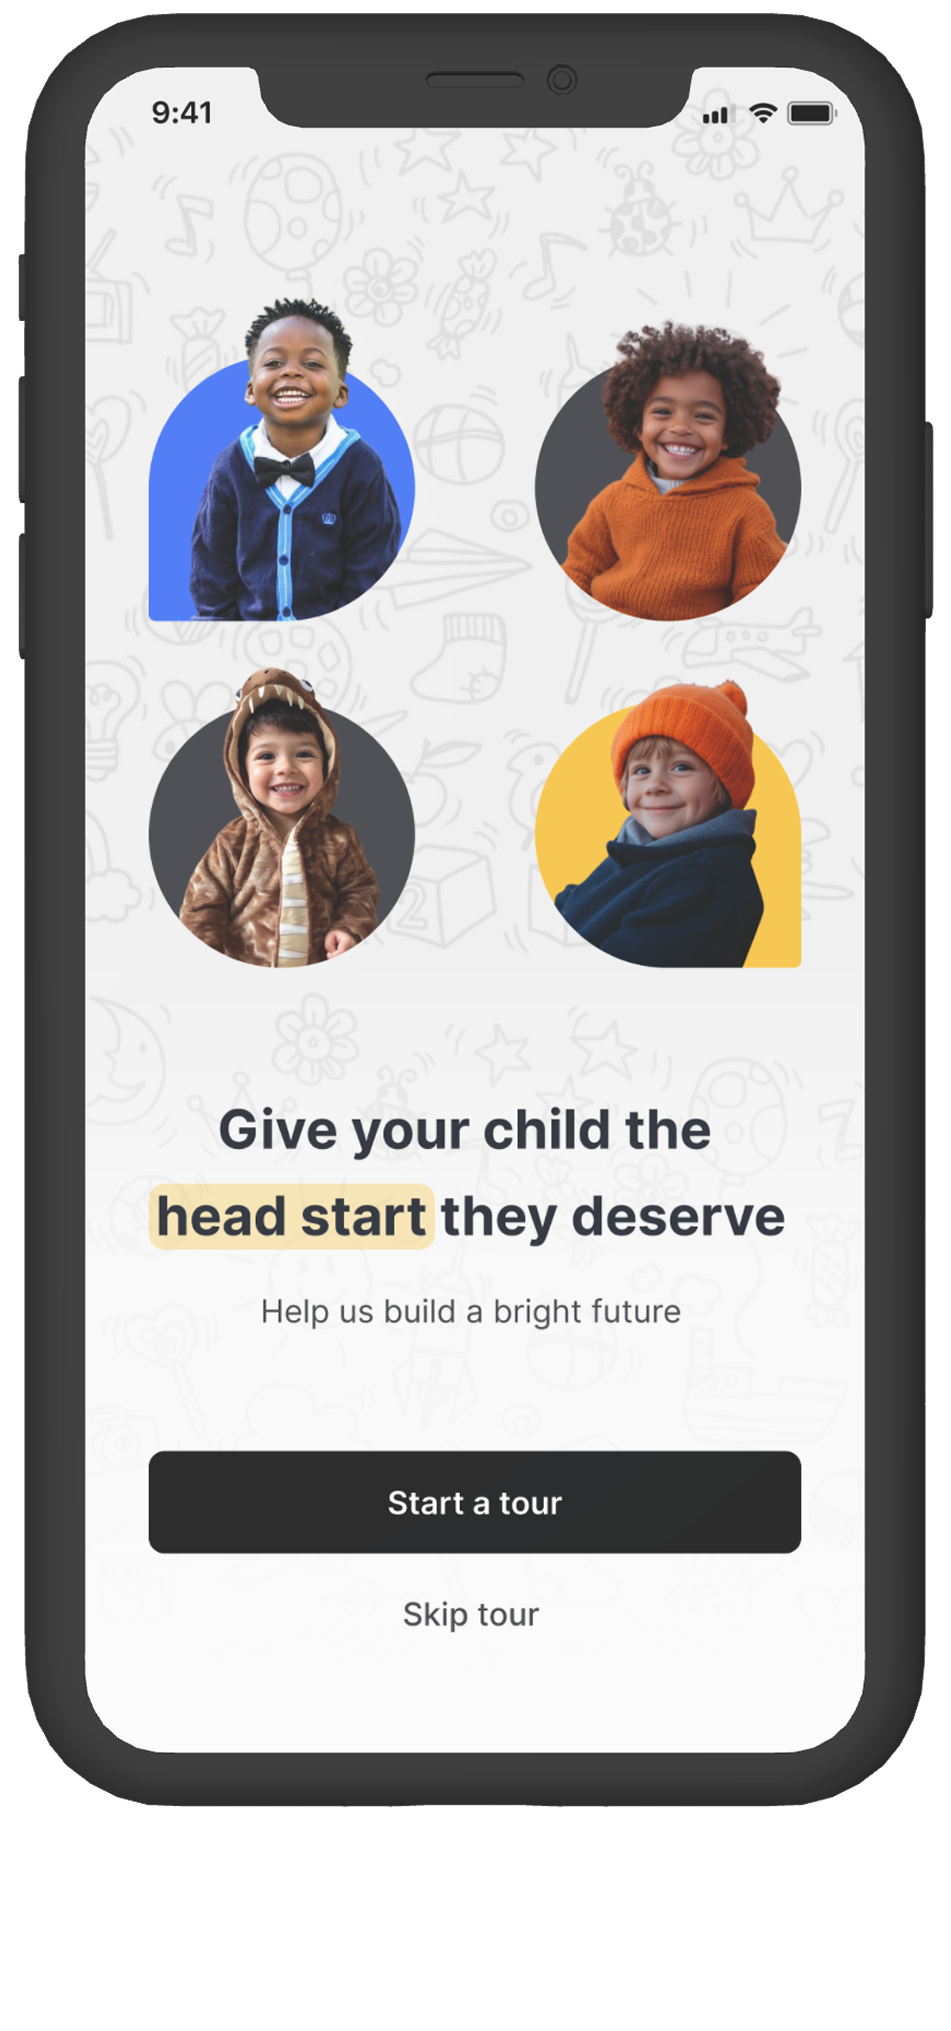 9:41
2
Give your child the
head start they deserve
Help us build a bright future
Start a tour
Skip tour